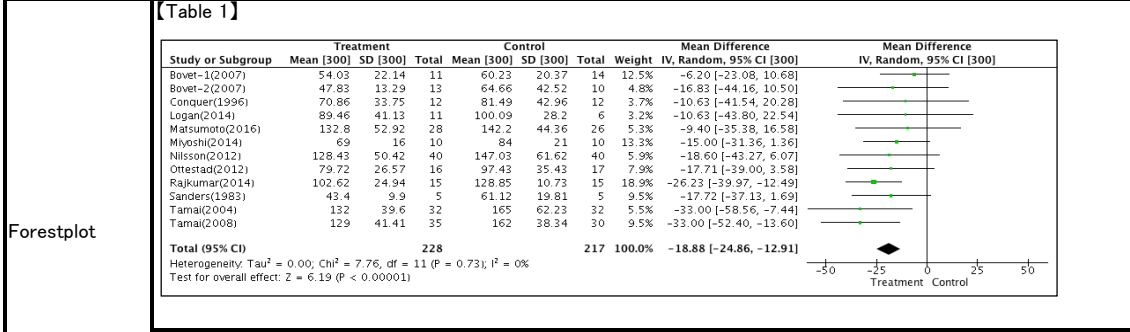 【Table 1】
Treatment Control Mean Difference Mean Difference
Study or Subgroup Mean [300] SD [300] Total Mean [300] SD [300] Total Weight IV, Random, 95% CI [300] IV, Random, 95% CI [300]
Bovet-1(2007) 54.03 22.14 11 60.23 20.37 14 12.5% -6.20 [-23.08, 10.68]
Bovet-2(2007) 47.83 13.29 13 64.66 42.52 10 4.8% -16.83 [-44.16, 10.50]
Conquer(1996) 70.86 33.75 12 81.49 42.96 12 3.7% -10.63 [-41.54, 20.28]
Logan(2014) 89.46 41.13 11 100.09 28.2 6 3.2% -10.63 [-43.80, 22.54]
Matsumoto(2016) 132.8 52.92 28 142.2 44.36 26 5.3% -9.40 [-35.38, 16.58]
Miyoshi(2014) 69 16 10 84 21 10 13.3% -15.00 [-31.36, 1.36]
Nilsson(2012) 128.43 50.42 40 147.03 61.62 40 5.9% -18.60 [-43.27, 6.07]
Ottestad(2012) 79.72 26.57 16 97.43 35.43 17 7.9% -17.71 [-39.00, 3.58]
Rajkumar(2014) 102.62 24.94 15 128.85 10.73 15 18.9% -26.23 [-39.97, -12.49]
Sanders(1983) 43.4 9.9 5 61.12 19.81 5 9.5% -17.72 [-37.13, 1.69]
Tamai(2004) 132 39.6 32 165 62.23 32 5.5% -33.00 [-58.56, -7.44]
Tamai(2008) 129 41.41 35 162 38.34 30 9.5% -33.00 [-52.40, -13.60]
Forestplot
Total (95% CI) 228 217 100.0% -18.88 [-24.86, -12.91]
Heterogeneity: Tau² = 0.00; Chi² = 7.76, df = 11 (P = 0.73); I² = 0%
Test for overall effect: Z = 6.19 (P < 0.00001)
-50 -25 0 25 50
Treatment Control